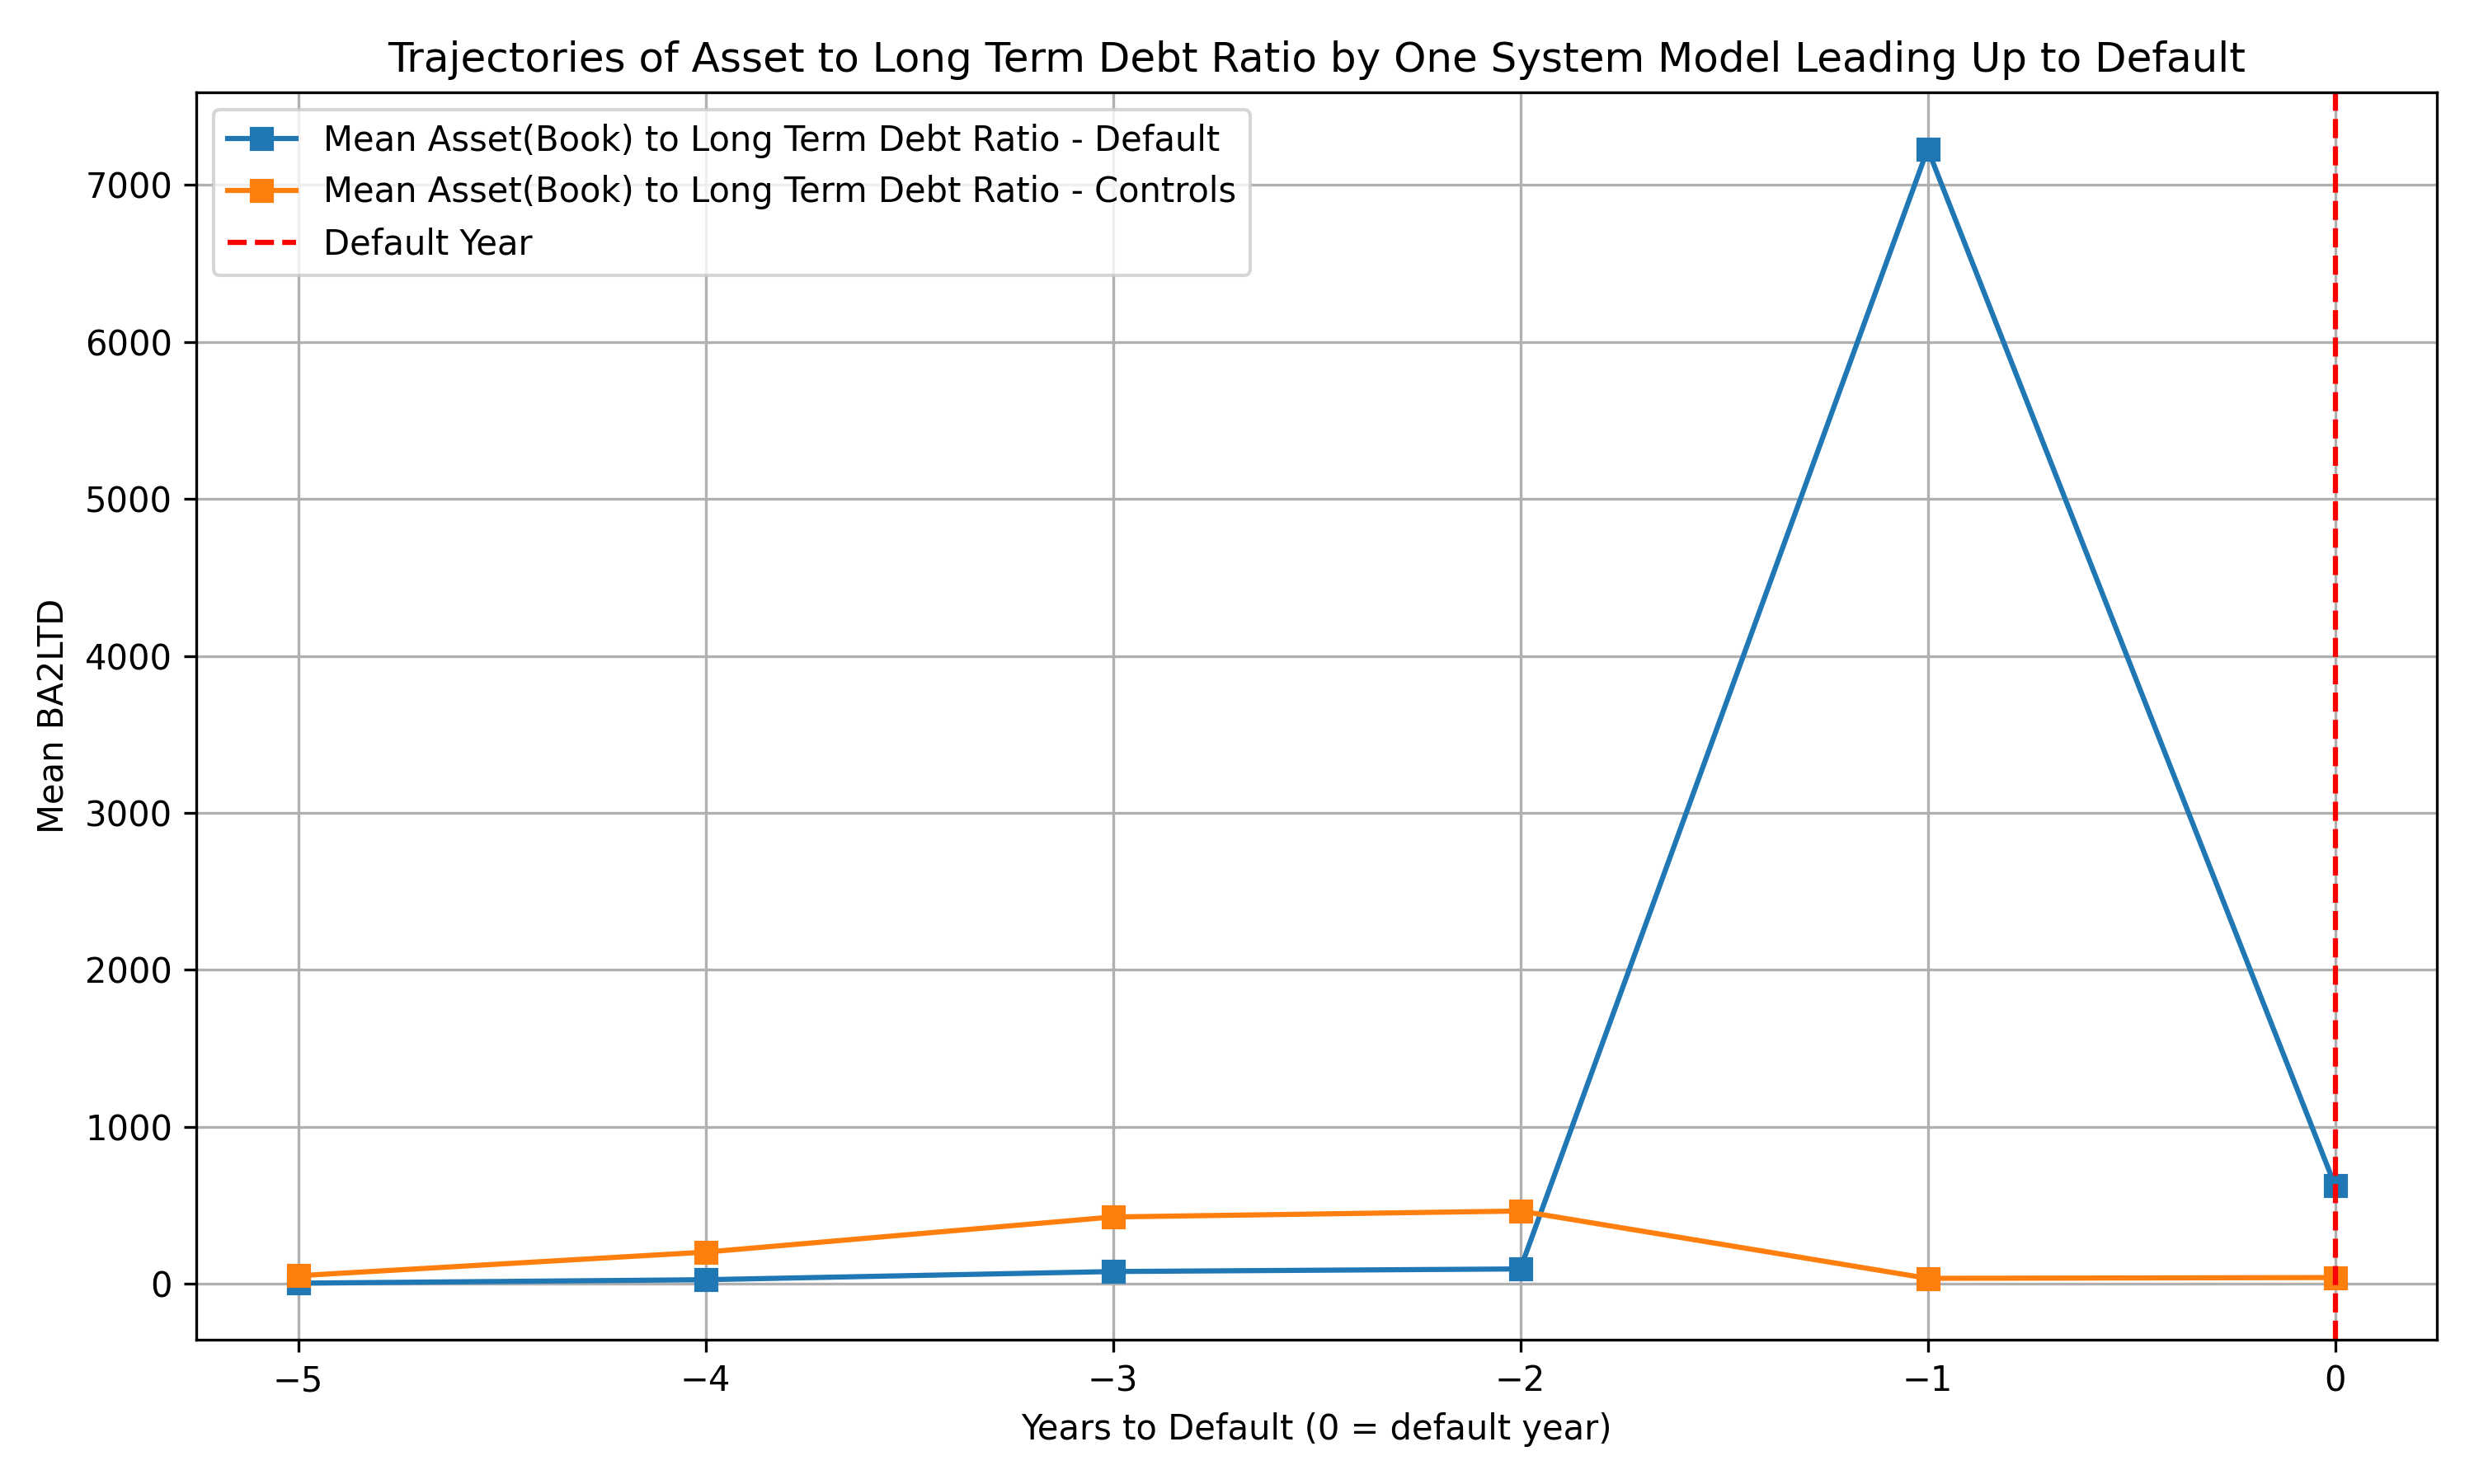 Trajectories of Asset to Long Term Debt Ratio by One System Model Leading Up to Default
Mean Asset(Book) to Long Term Debt Ratio - Default
Mean Asset(Book) to Long Term Debt Ratio - Controls
Default Year
Mean BA2LTD
7000
6000
5000
4000
3000
2000
1000
0
−5
−4
−3
−2
−1
0
Years to Default (0 = default year)